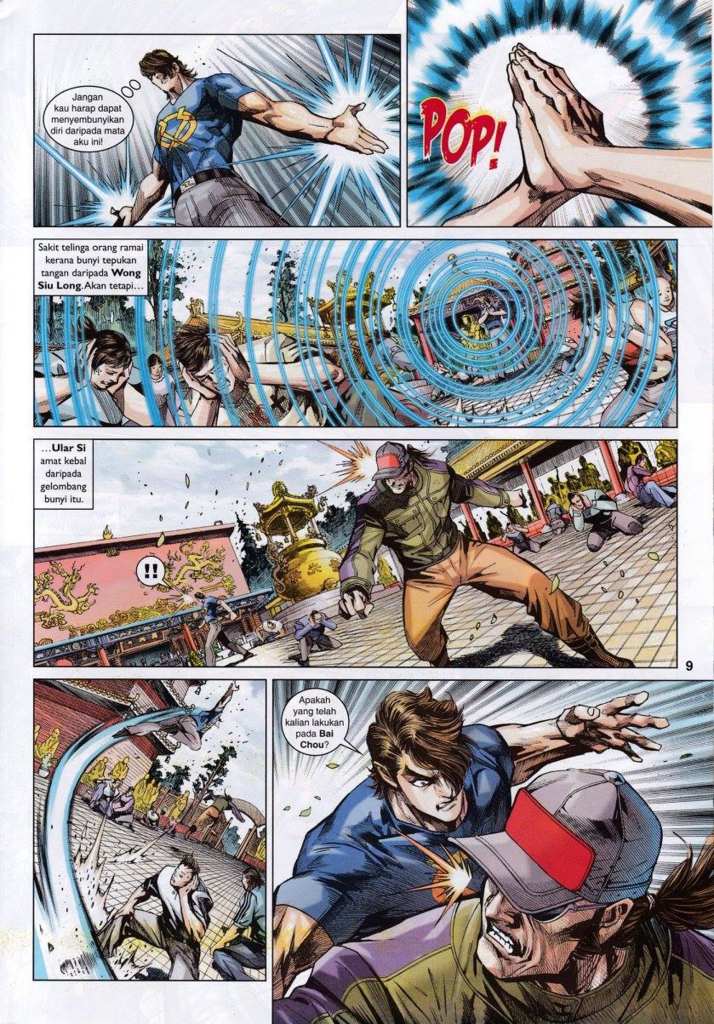 Jangan
kau harap dapat
menyembunyikan
diri daripada mata
aku ini!
POP!
Sakit telinga orang ramai
kerana bunyi tepukan
tangan daripada Wong
Siu Long. Akan tetapi...
...Ular Si
amat kebal
daripada
gelombang
bunyi itu.
!!
9
Apakah
yang telah
kalian lakukan
pada Bai
Chou?